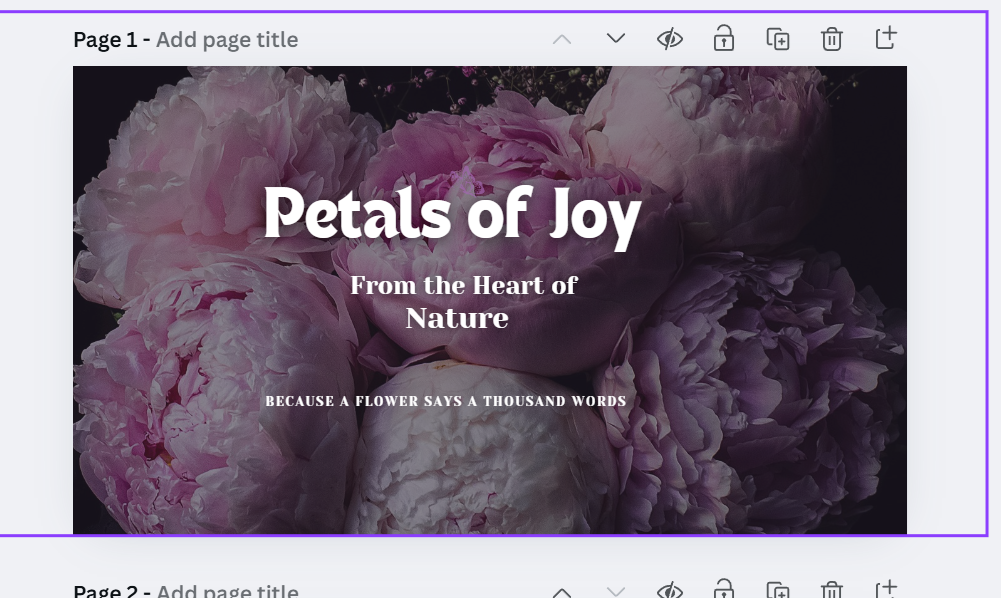 Page 1 - Add page title
Petals of Joy
From the Heart of
Nature
BECAUSE A FLOWER SAYS A THOUSAND WORDS
Page 2 - Add page title